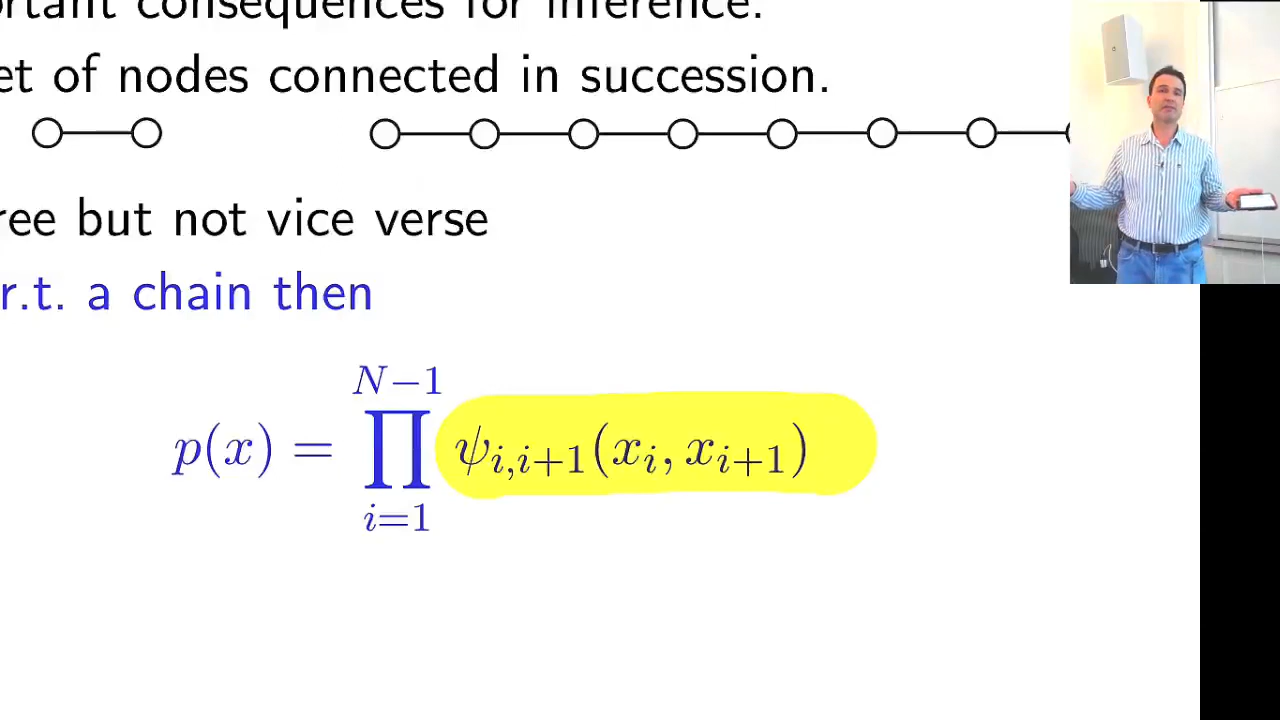 rtant consequences for inference.
et of nodes connected in succession.
ree but not vice verse
r.t. a chain then
p(x) = ∏_{i=1}^{N−1} ψ_{i,i+1}(x_i, x_{i+1})